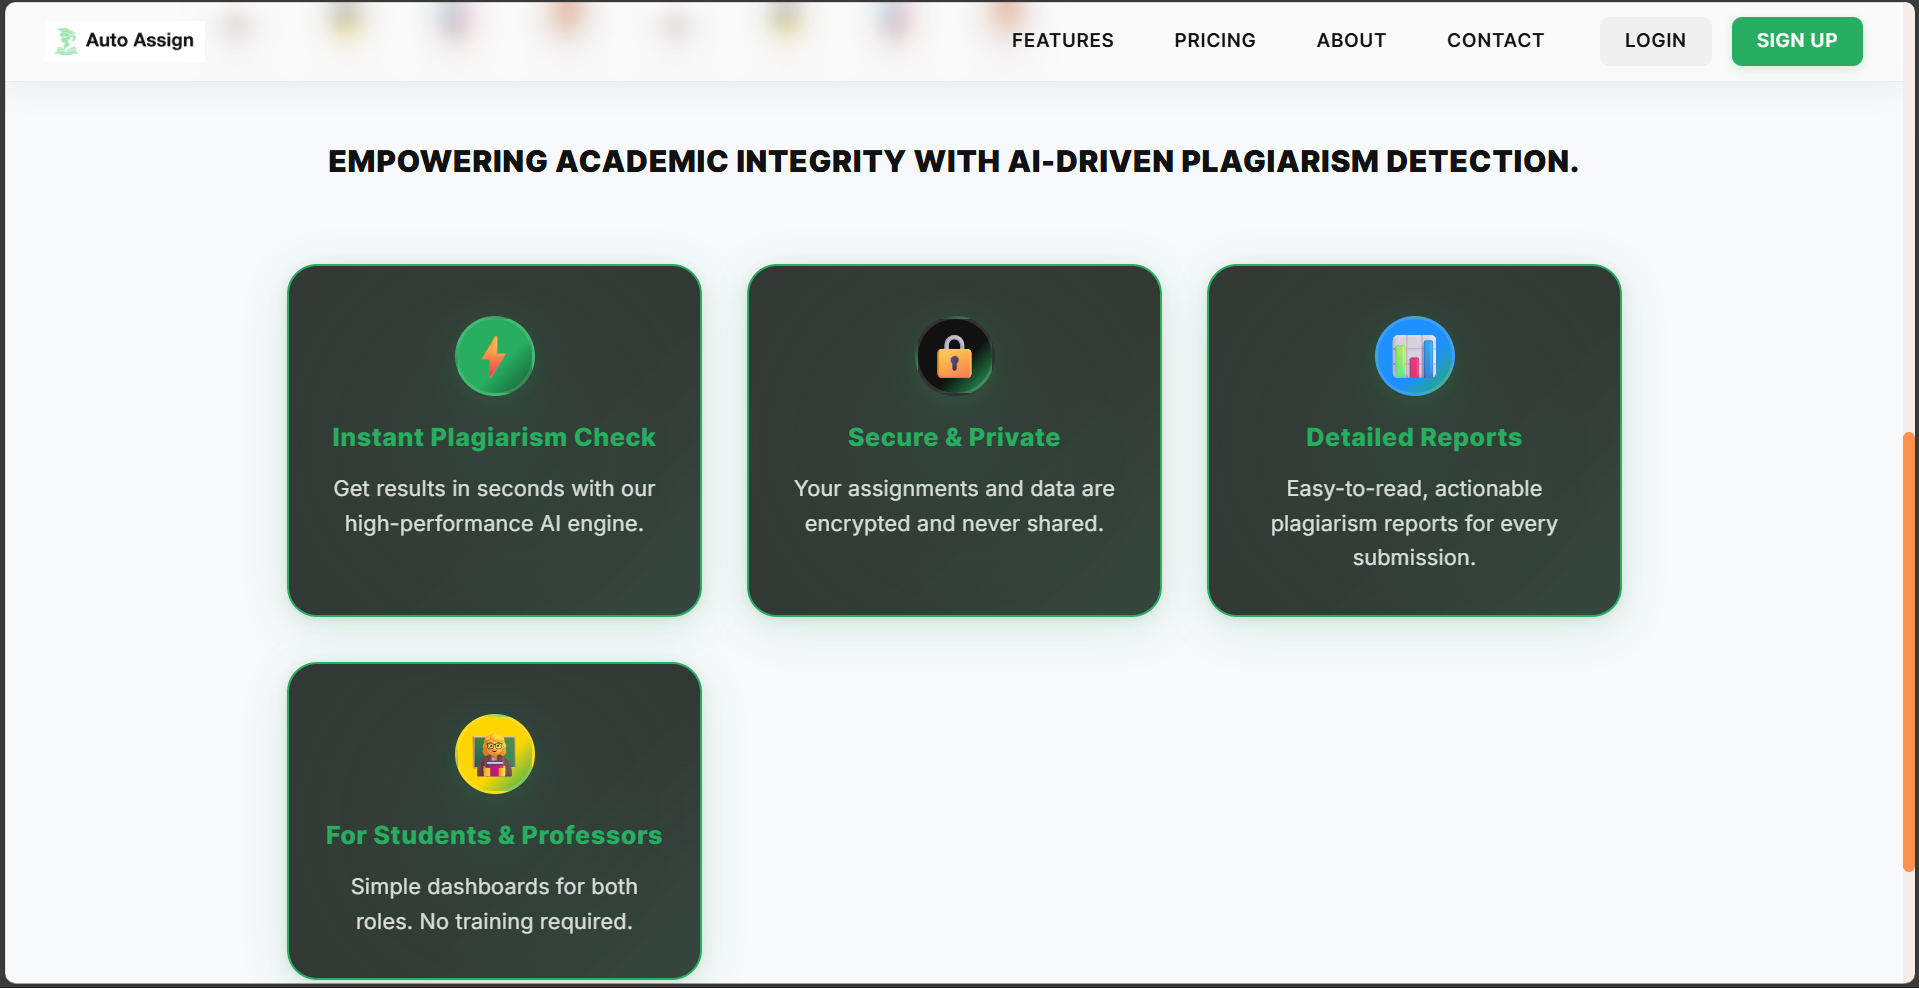 Auto Assign
FEATURES
PRICING
ABOUT
CONTACT
LOGIN
SIGN UP
EMPOWERING ACADEMIC INTEGRITY WITH AI-DRIVEN PLAGIARISM DETECTION.
Instant Plagiarism Check
Get results in seconds with our
high-performance AI engine.
Secure & Private
Your assignments and data are
encrypted and never shared.
Detailed Reports
Easy-to-read, actionable
plagiarism reports for every
submission.
For Students & Professors
Simple dashboards for both
roles. No training required.